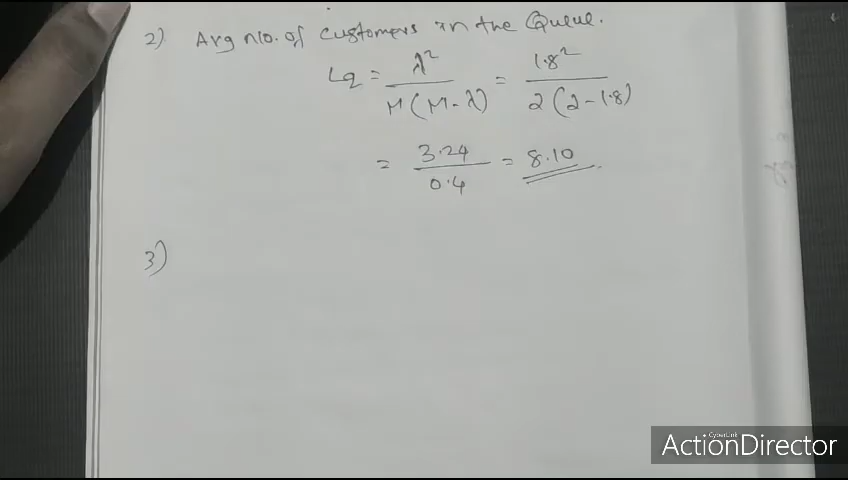 2) Avg no. of customers in the Queue.
Lq = λ² / μ(μ-λ) = 1.8² / 2(2-1.8)
= 3.24 / 0.4 = 8.10
3)
CyberLink
ActionDirector